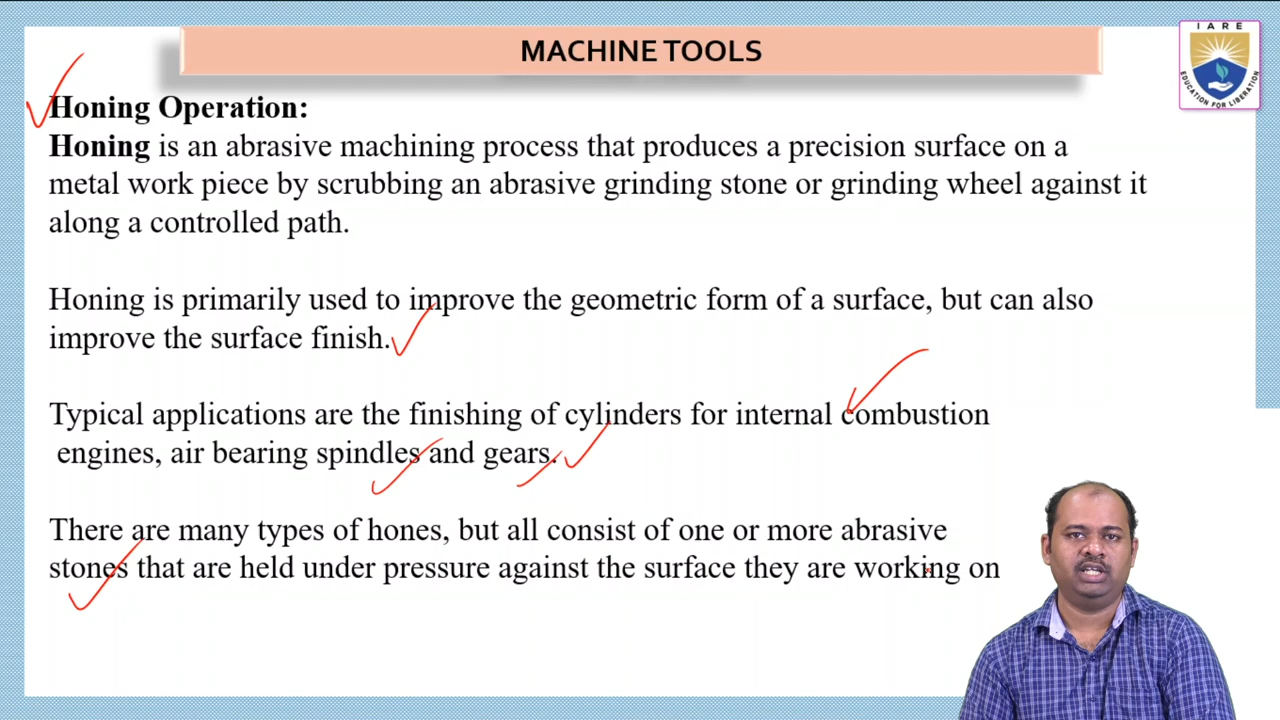 MACHINE TOOLS
IARE
EDUCATION FOR LIBERATION
Honing Operation:
Honing is an abrasive machining process that produces a precision surface on a
metal work piece by scrubbing an abrasive grinding stone or grinding wheel against it
along a controlled path.
Honing is primarily used to improve the geometric form of a surface, but can also
improve the surface finish.
Typical applications are the finishing of cylinders for internal combustion
engines, air bearing spindles and gears.
There are many types of hones, but all consist of one or more abrasive
stones that are held under pressure against the surface they are working on